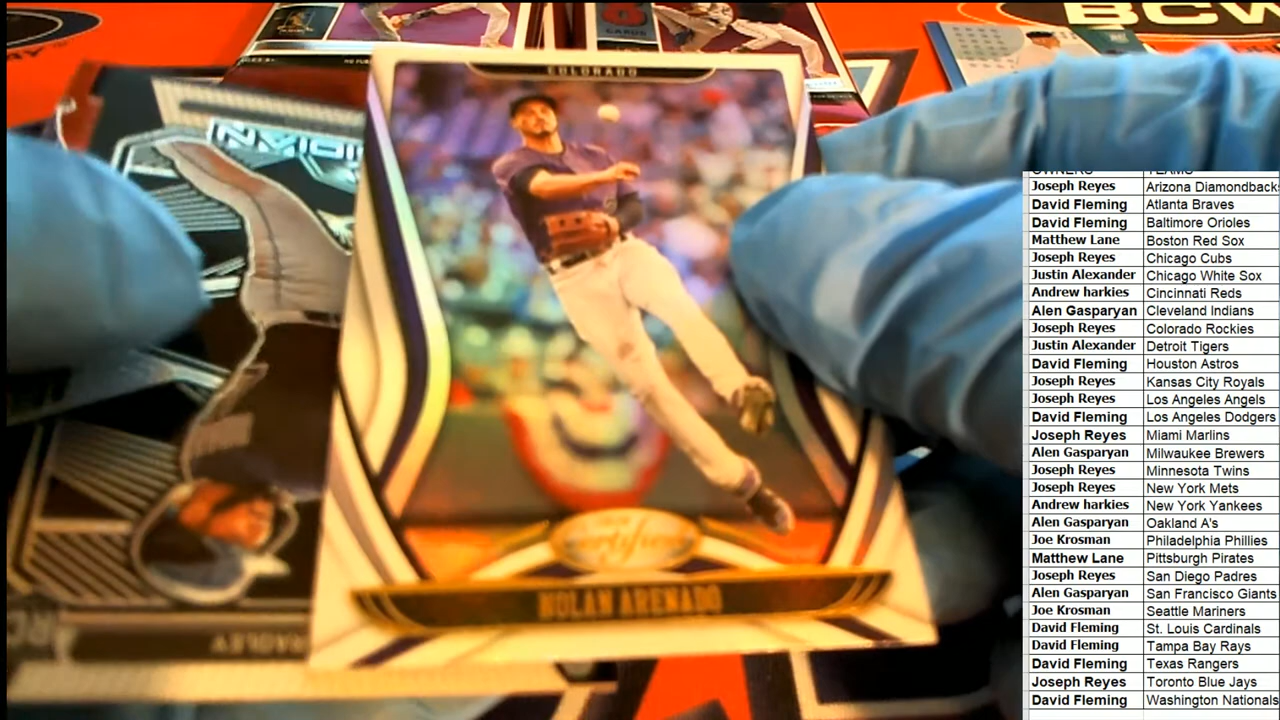 BCW
8
CARDS
COLORADO
certified
NOLAN ARENADO
RC
OWNERS TEAMS
Joseph Reyes Arizona Diamondback
David Fleming Atlanta Braves
David Fleming Baltimore Orioles
Matthew Lane Boston Red Sox
Joseph Reyes Chicago Cubs
Justin Alexander Chicago White Sox
Andrew harkies Cincinnati Reds
Alen Gasparyan Cleveland Indians
Joseph Reyes Colorado Rockies
Justin Alexander Detroit Tigers
David Fleming Houston Astros
Joseph Reyes Kansas City Royals
Joseph Reyes Los Angeles Angels
David Fleming Los Angeles Dodgers
Joseph Reyes Miami Marlins
Alen Gasparyan Milwaukee Brewers
Joseph Reyes Minnesota Twins
Joseph Reyes New York Mets
Andrew harkies New York Yankees
Alen Gasparyan Oakland A's
Joe Krosman Philadelphia Phillies
Matthew Lane Pittsburgh Pirates
Joseph Reyes San Diego Padres
Alen Gasparyan San Francisco Giants
Joe Krosman Seattle Mariners
David Fleming St. Louis Cardinals
David Fleming Tampa Bay Rays
David Fleming Texas Rangers
Joseph Reyes Toronto Blue Jays
David Fleming Washington Nationals